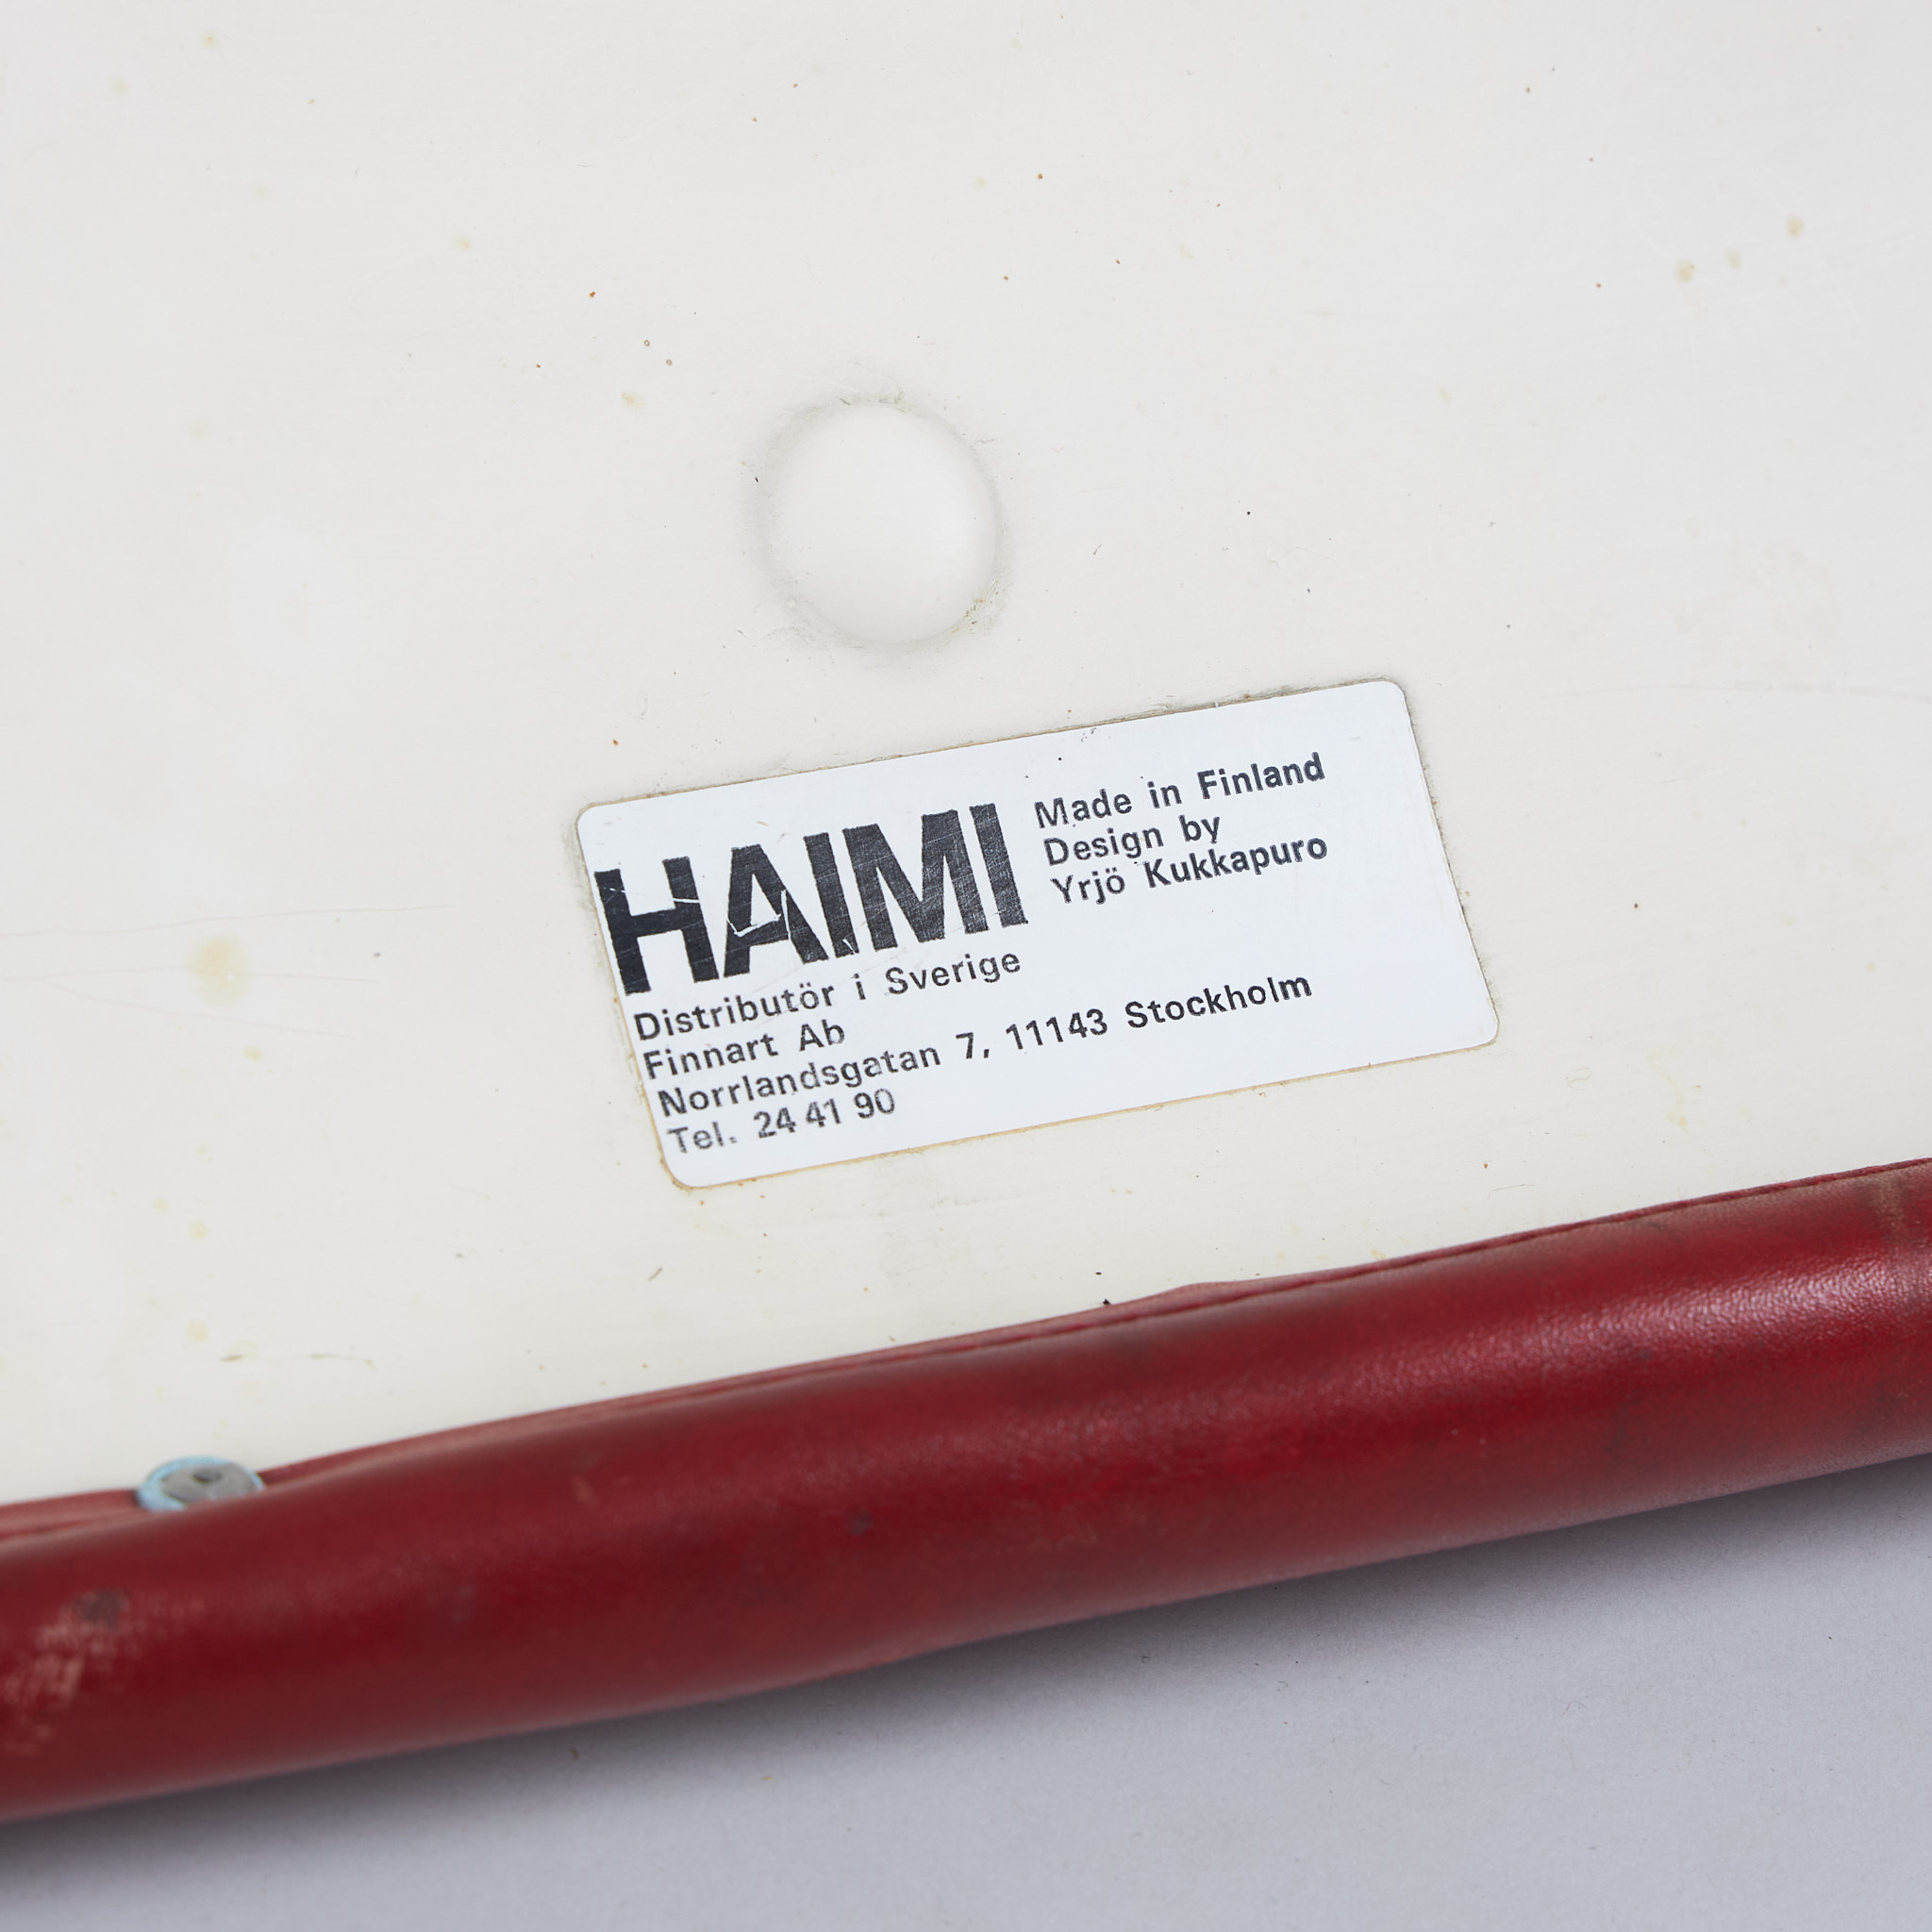 HAIMI
Made in Finland
Design by
Yrjö Kukkapuro
Distributör i Sverige
Finnart Ab
Norrlandsgatan 7, 11143 Stockholm
Tel. 24 41 90